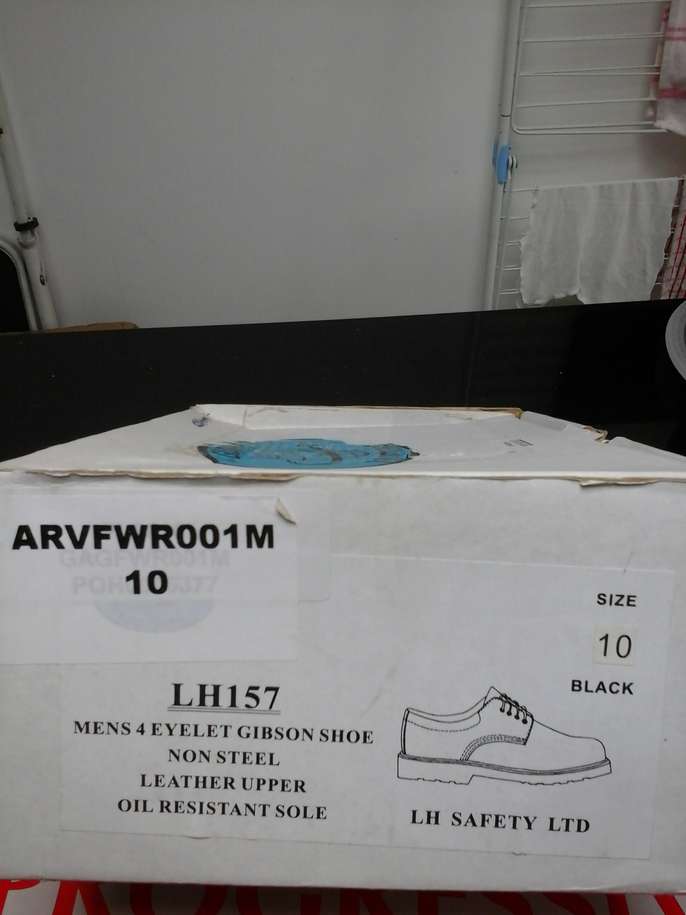 ARVFWR001M
10
GAGFWR001M
SIZE
10
BLACK
LH157
MENS 4 EYELET GIBSON SHOE
NON STEEL
LEATHER UPPER
OIL RESISTANT SOLE
LH SAFETY LTD